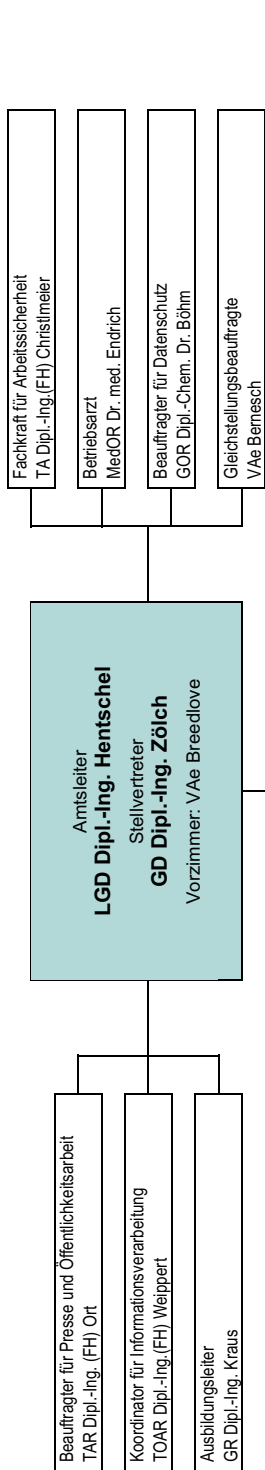 Beauftragter für Presse und Öffentlichkeitsarbeit
TAR Dipl.-Ing. (FH) Ort
Koordinator für Informationsverarbeitung
TOAR Dipl.-Ing.(FH) Weippert
Ausbildungsleiter
GR Dipl.-Ing. Kraus
Amtsleiter
LGD Dipl.-Ing. Hentschel
Stellvertreter
GD Dipl.-Ing. Zölch
Vorzimmer: VAe Breedlove
Fachkraft für Arbeitssicherheit
TA Dipl.-Ing.(FH) Christlmeier
Betriebsarzt
MedOR Dr. med. Endrich
Beauftragter für Datenschutz
GOR Dipl.-Chem. Dr. Böhm
Gleichstellungsbeauftragte
VAe Bernesch